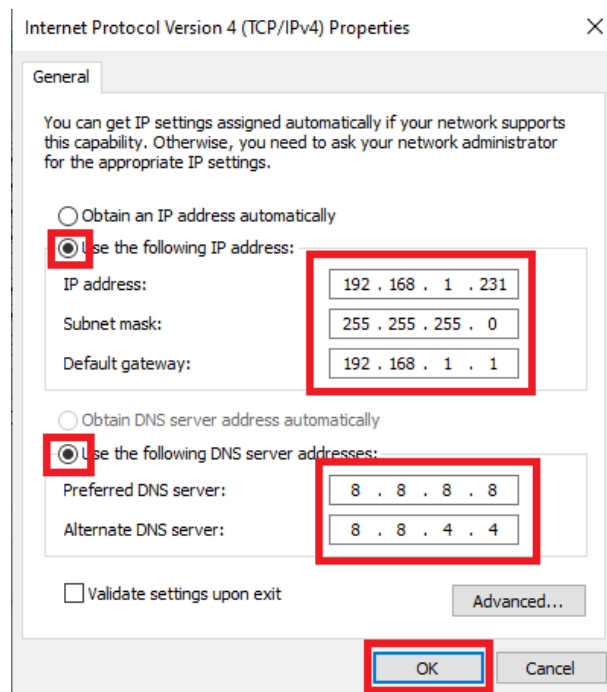 Internet Protocol Version 4 (TCP/IPv4) Properties
General
You can get IP settings assigned automatically if your network supports
this capability. Otherwise, you need to ask your network administrator
for the appropriate IP settings.
Obtain an IP address automatically
Use the following IP address:
IP address: 192 . 168 . 1 . 231
Subnet mask: 255 . 255 . 255 . 0
Default gateway: 192 . 168 . 1 . 1
Obtain DNS server address automatically
Use the following DNS server addresses:
Preferred DNS server: 8 . 8 . 8 . 8
Alternate DNS server: 8 . 8 . 4 . 4
Validate settings upon exit
Advanced...
OK Cancel